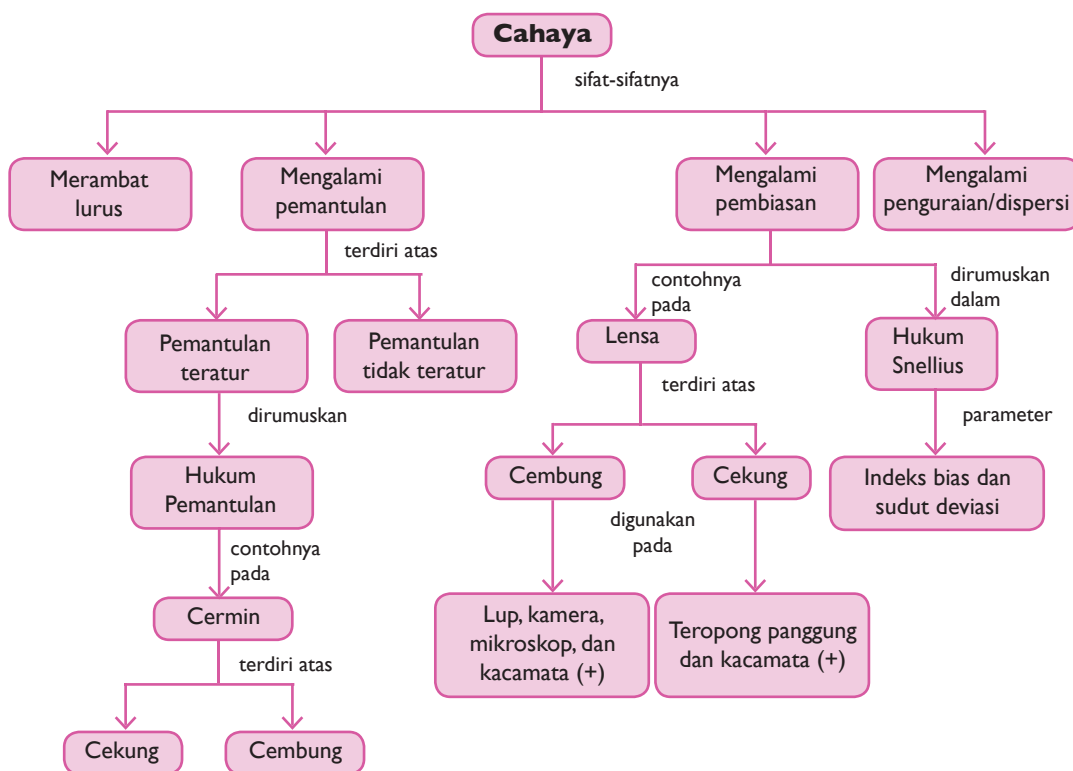 Cahaya
sifat-sifatnya
Merambat
lurus
Mengalami
pemantulan
Mengalami
pembiasan
Mengalami
penguraian/dispersi
terdiri atas
contohnya
pada
dirumuskan
dalam
Pemantulan
teratur
Pemantulan
tidak teratur
Lensa
Hukum
Snellius
dirumuskan
terdiri atas
parameter
Hukum
Pemantulan
Cembung
Cekung
Indeks bias dan
sudut deviasi
contohnya
pada
digunakan
pada
Cermin
Lup, kamera,
mikroskop, dan
kacamata (+)
Teropong panggung
dan kacamata (+)
terdiri atas
Cekung
Cembung